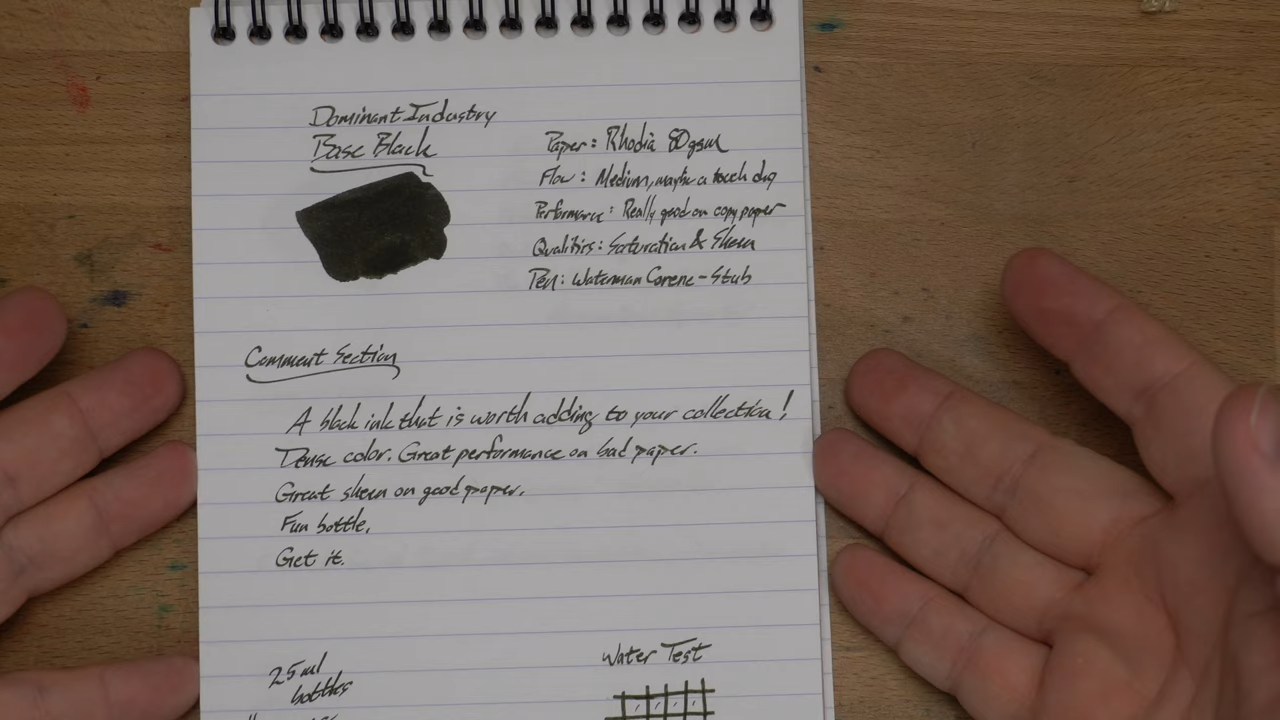 Dominant Industry
Base Black
Paper: Rhodia 80gsm
Flow: Medium, maybe a touch dry
Performance: Really good on copy paper
Qualities: Saturation & Sheen
Pen: Waterman Carene - Stub
Comment Section
A black ink that is worth adding to your collection!
Dense color. Great performance on bad paper.
Great sheen on good paper.
Fun bottle.
Get it.
25ml
bottles
Water Test